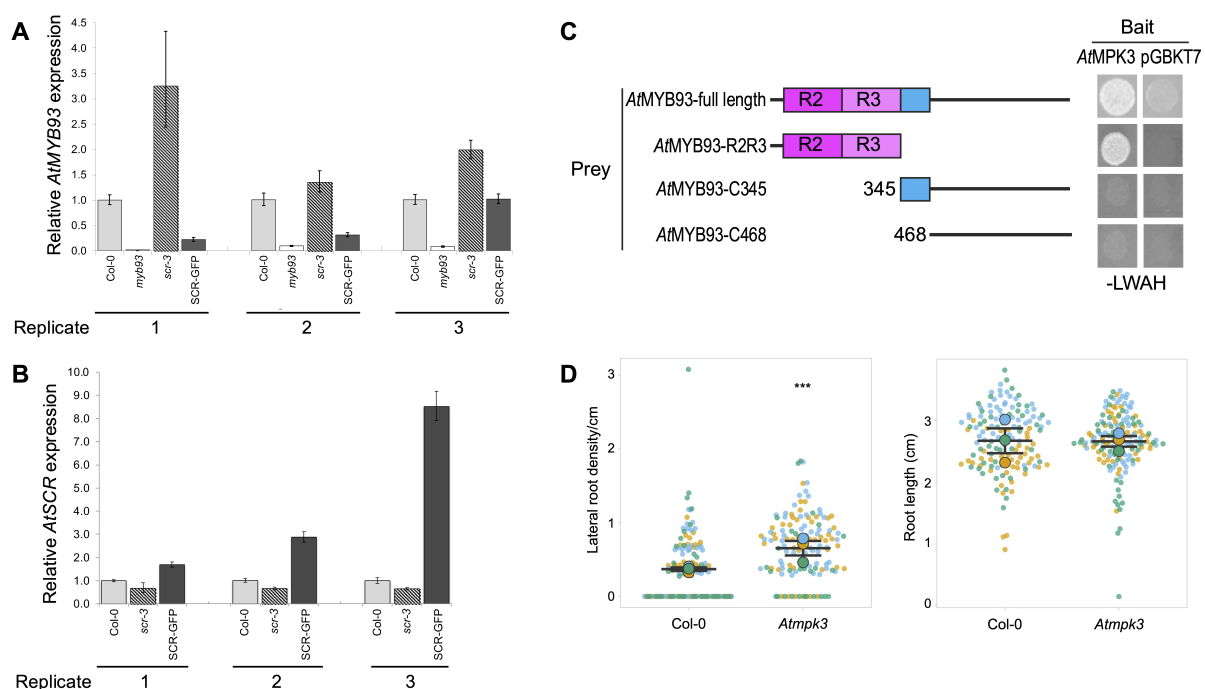 A
Relative AtMYB93 expression
4.5
4.0
3.5
3.0
2.5
2.0
1.5
1.0
0.5
0.0
Col-0 myb93 scr-3 SCR-GFP Col-0 myb93 scr-3 SCR-GFP Col-0 myb93 scr-3 SCR-GFP
Replicate 1 2 3
B
Relative AtSCR expression
10.0
9.0
8.0
7.0
6.0
5.0
4.0
3.0
2.0
1.0
0.0
Col-0 scr-3 SCR-GFP Col-0 scr-3 SCR-GFP Col-0 scr-3 SCR-GFP
Replicate 1 2 3
C
Bait
AtMPK3 pGBKT7
Prey
AtMYB93-full length R2 R3
AtMYB93-R2R3 R2 R3
AtMYB93-C345 345
AtMYB93-C468 468
-LWAH
D
Lateral root density/cm
3
2
1
0
***
Col-0 Atmpk3
Root length (cm)
3
2
1
0
Col-0 Atmpk3